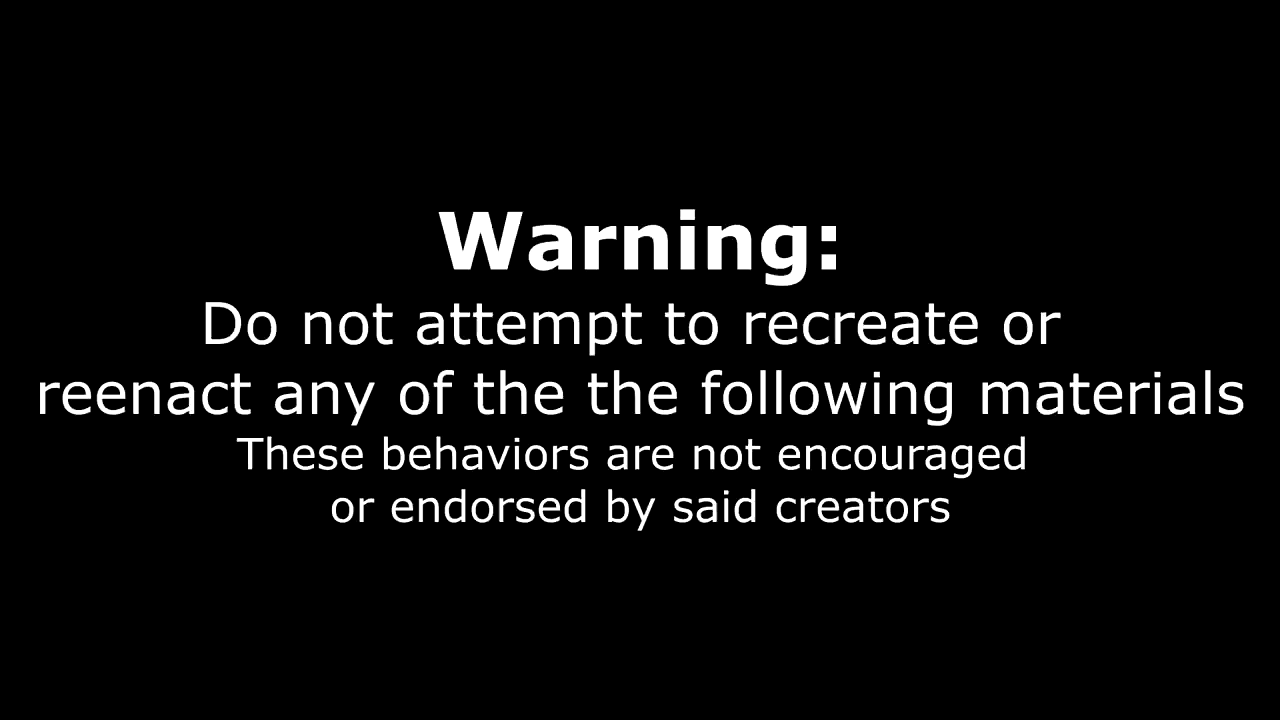 Warning:
Do not attempt to recreate or
reenact any of the the following materials
These behaviors are not encouraged
or endorsed by said creators